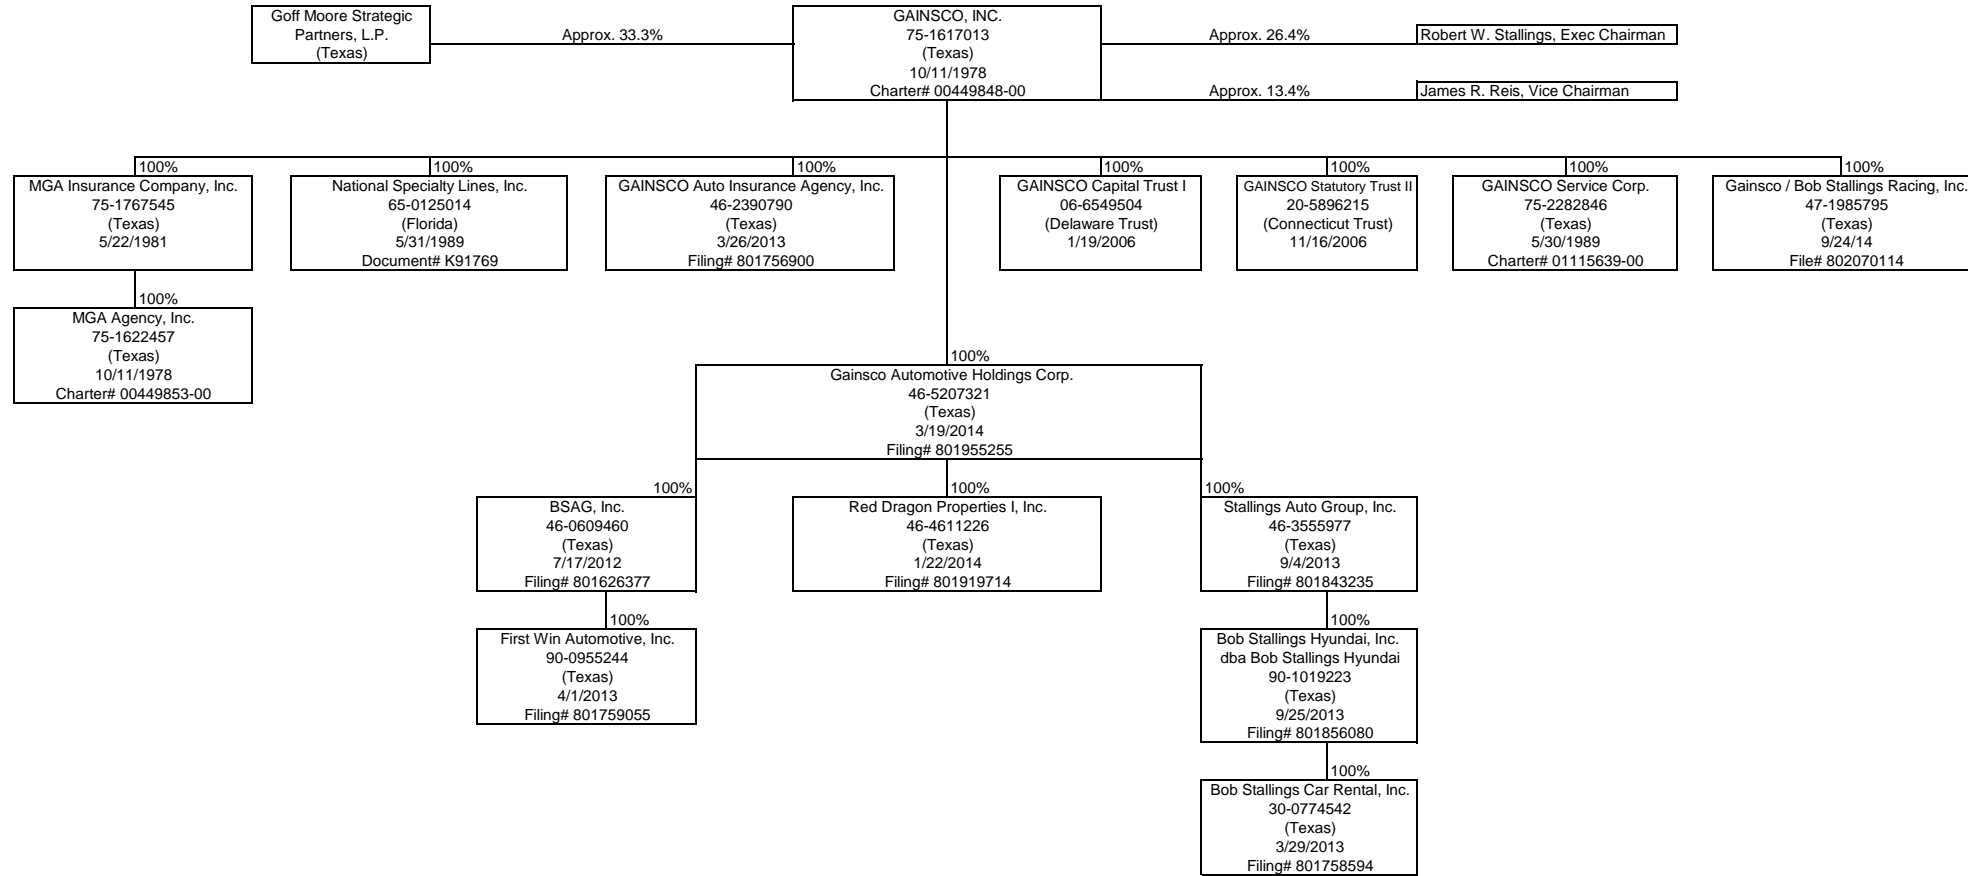 Goff Moore Strategic
Partners, L.P.
(Texas)
Approx. 33.3%
GAINSCO, INC.
75-1617013
(Texas)
10/11/1978
Charter# 00449848-00
Approx. 26.4%
Robert W. Stallings, Exec Chairman
Approx. 13.4%
James R. Reis, Vice Chairman
100%
MGA Insurance Company, Inc.
75-1767545
(Texas)
5/22/1981
100%
National Specialty Lines, Inc.
65-0125014
(Florida)
5/31/1989
Document# K91769
100%
GAINSCO Auto Insurance Agency, Inc.
46-2390790
(Texas)
3/26/2013
Filing# 801756900
100%
GAINSCO Capital Trust I
06-6549504
(Delaware Trust)
1/19/2006
100%
GAINSCO Statutory Trust II
20-5896215
(Connecticut Trust)
11/16/2006
100%
GAINSCO Service Corp.
75-2282846
(Texas)
5/30/1989
Charter# 01115639-00
100%
Gainsco / Bob Stallings Racing, Inc.
47-1985795
(Texas)
9/24/14
File# 802070114
100%
MGA Agency, Inc.
75-1622457
(Texas)
10/11/1978
Charter# 00449853-00
100%
Gainsco Automotive Holdings Corp.
46-5207321
(Texas)
3/19/2014
Filing# 801955255
100%
BSAG, Inc.
46-0609460
(Texas)
7/17/2012
Filing# 801626377
100%
Red Dragon Properties I, Inc.
46-4611226
(Texas)
1/22/2014
Filing# 801919714
100%
Stallings Auto Group, Inc.
46-3555977
(Texas)
9/4/2013
Filing# 801843235
100%
First Win Automotive, Inc.
90-0955244
(Texas)
4/1/2013
Filing# 801759055
100%
Bob Stallings Hyundai, Inc.
dba Bob Stallings Hyundai
90-1019223
(Texas)
9/25/2013
Filing# 801856080
100%
Bob Stallings Car Rental, Inc.
30-0774542
(Texas)
3/29/2013
Filing# 801758594